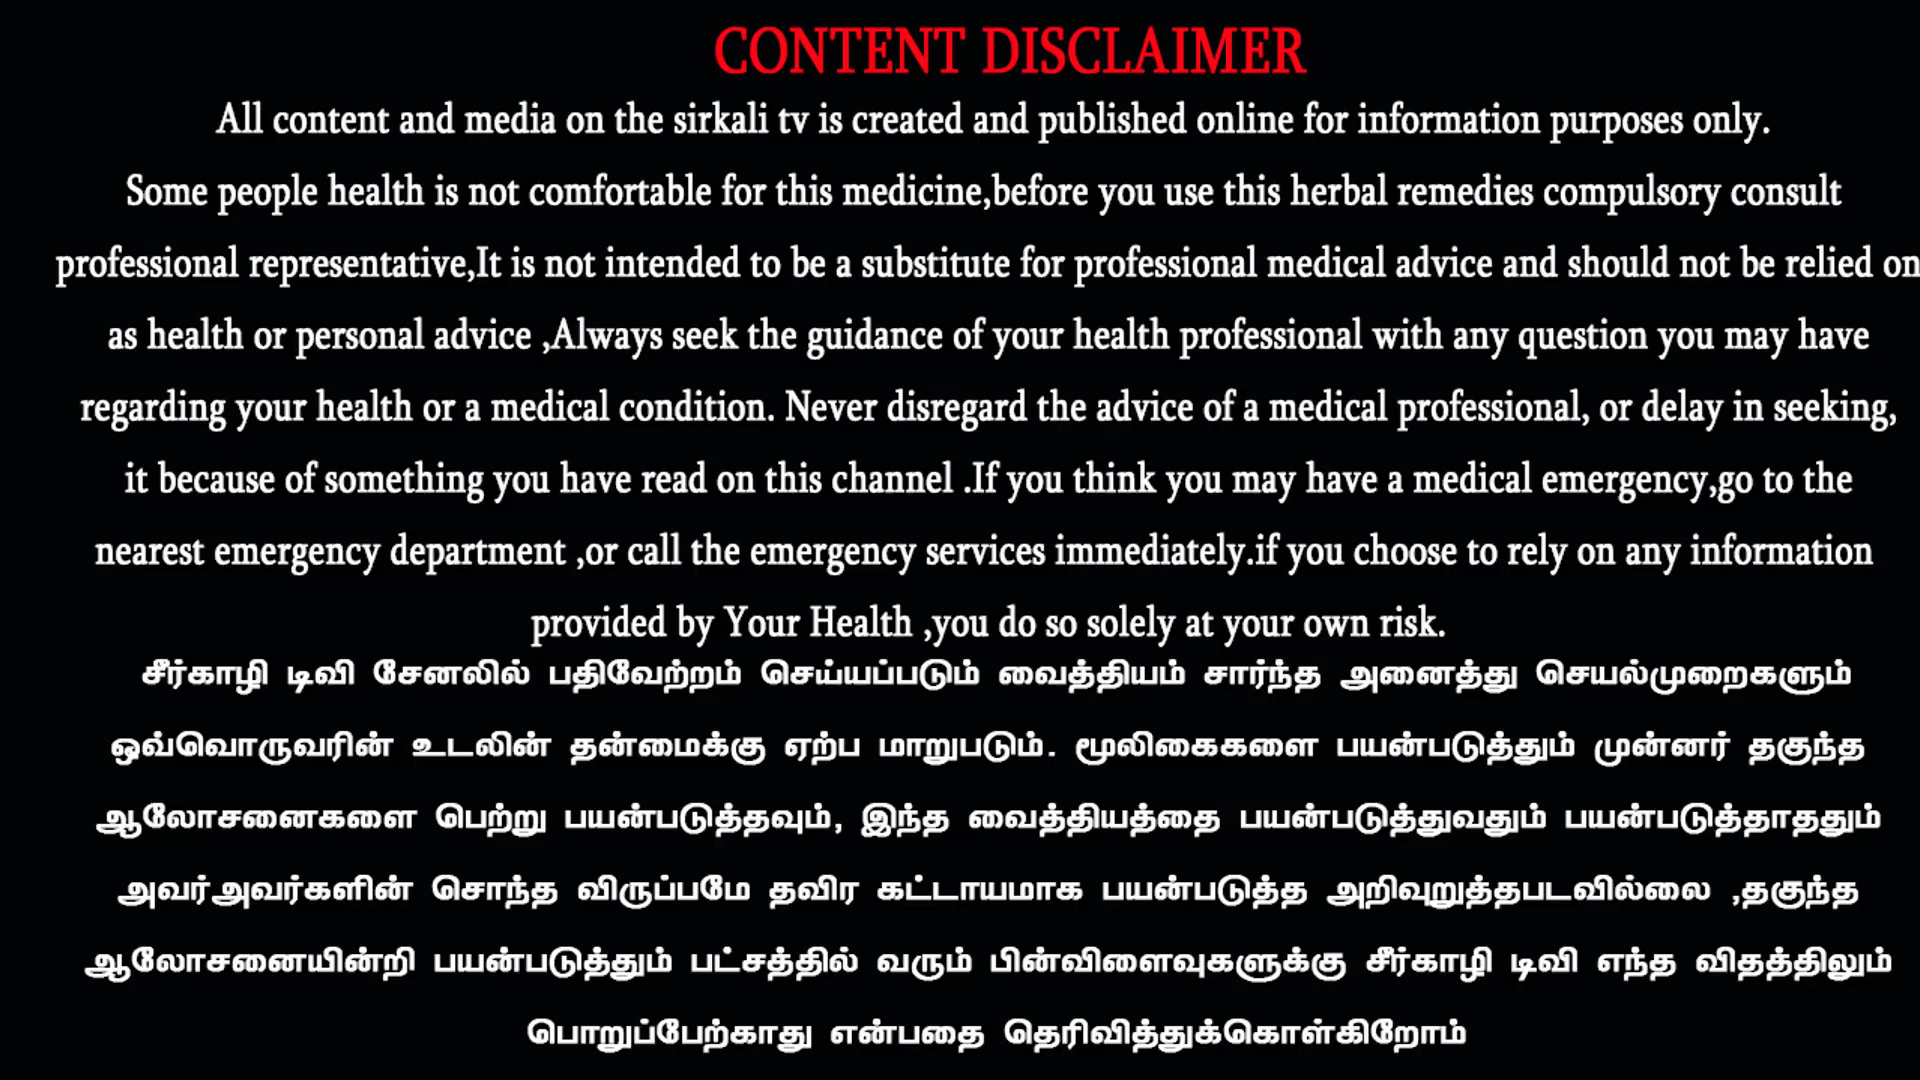 CONTENT DISCLAIMER
All content and media on the sirkali tv is created and published online for information purposes only.
Some people health is not comfortable for this medicine,before you use this herbal remedies compulsory consult
professional representative,It is not intended to be a substitute for professional medical advice and should not be relied on
as health or personal advice ,Always seek the guidance of your health professional with any question you may have
regarding your health or a medical condition. Never disregard the advice of a medical professional, or delay in seeking,
it because of something you have read on this channel .If you think you may have a medical emergency,go to the
nearest emergency department ,or call the emergency services immediately.if you choose to rely on any information
provided by Your Health ,you do so solely at your own risk.
சீர்காழி டிவி சேனலில் பதிவேற்றம் செய்யப்படும் வைத்தியம் சார்ந்த அனைத்து செயல்முறைகளும்
ஒவ்வொருவரின் உடலின் தன்மைக்கு ஏற்ப மாறுபடும். மூலிகைகளை பயன்படுத்தும் முன்னர் தகுந்த
ஆலோசனைகளை பெற்று பயன்படுத்தவும், இந்த வைத்தியத்தை பயன்படுத்துவதும் பயன்படுத்தாததும்
அவர்அவர்களின் சொந்த விருப்பமே தவிர கட்டாயமாக பயன்படுத்த அறிவுறுத்தபடவில்லை ,தகுந்த
ஆலோசனையின்றி பயன்படுத்தும் பட்சத்தில் வரும் பின்விளைவுகளுக்கு சீர்காழி டிவி எந்த விதத்திலும்
பொறுப்பேற்காது என்பதை தெரிவித்துக்கொள்கிறோம்